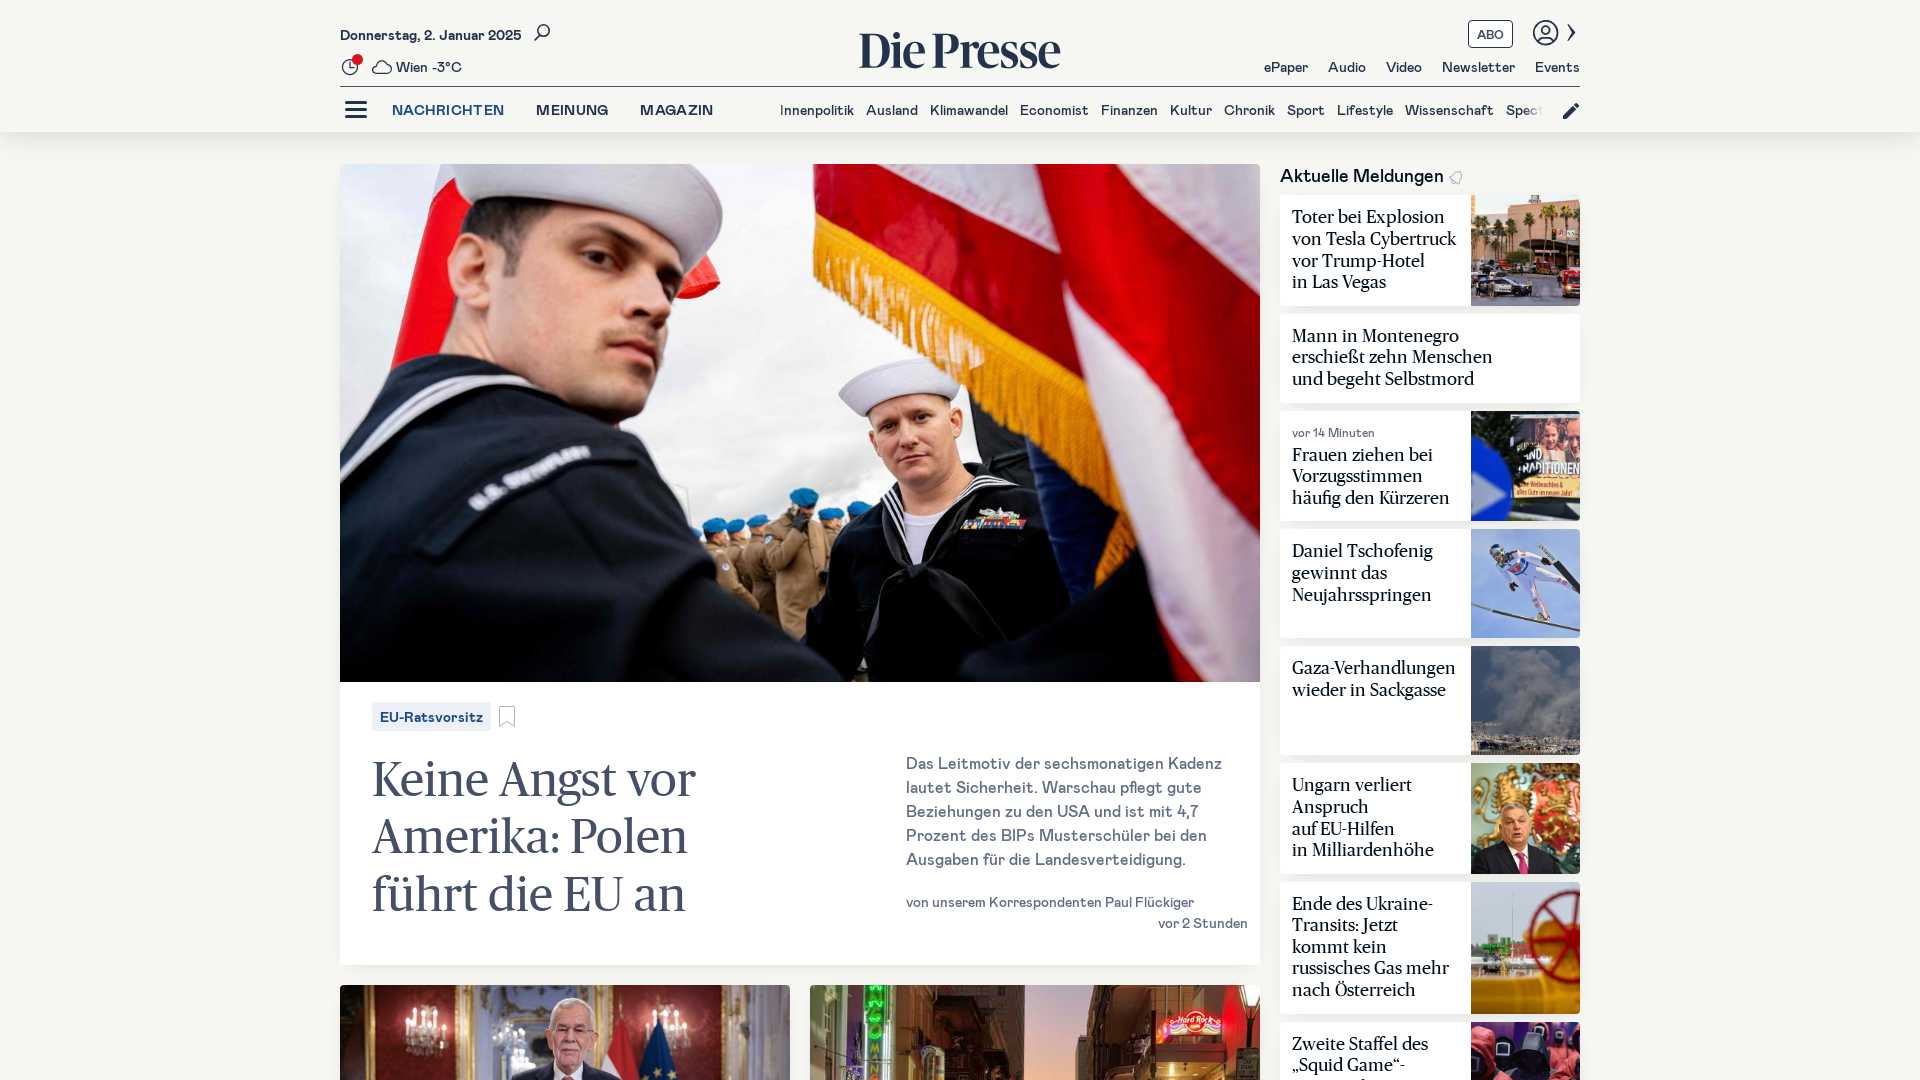 Donnerstag, 2. Januar 2025
Wien -3°C
Die Presse
ABO
ePaper Audio Video Newsletter Events
NACHRICHTEN MEINUNG MAGAZIN
Innenpolitik Ausland Klimawandel Economist Finanzen Kultur Chronik Sport Lifestyle Wissenschaft Spect
EU-Ratsvorsitz
Keine Angst vor
Amerika: Polen
führt die EU an
Das Leitmotiv der sechsmonatigen Kadenz
lautet Sicherheit. Warschau pflegt gute
Beziehungen zu den USA und ist mit 4,7
Prozent des BIPs Musterschüler bei den
Ausgaben für die Landesverteidigung.
von unserem Korrespondenten Paul Flückiger
vor 2 Stunden
Hard Rock
Aktuelle Meldungen
Toter bei Explosion
von Tesla Cybertruck
vor Trump-Hotel
in Las Vegas
Mann in Montenegro
erschießt zehn Menschen
und begeht Selbstmord
vor 14 Minuten
Frauen ziehen bei
Vorzugsstimmen
häufig den Kürzeren
TRADITIONEN
Daniel Tschofenig
gewinnt das
Neujahrsspringen
Gaza-Verhandlungen
wieder in Sackgasse
Ungarn verliert
Anspruch
auf EU-Hilfen
in Milliardenhöhe
Ende des Ukraine-
Transits: Jetzt
kommt kein
russisches Gas mehr
nach Österreich
Zweite Staffel des
„Squid Game“-